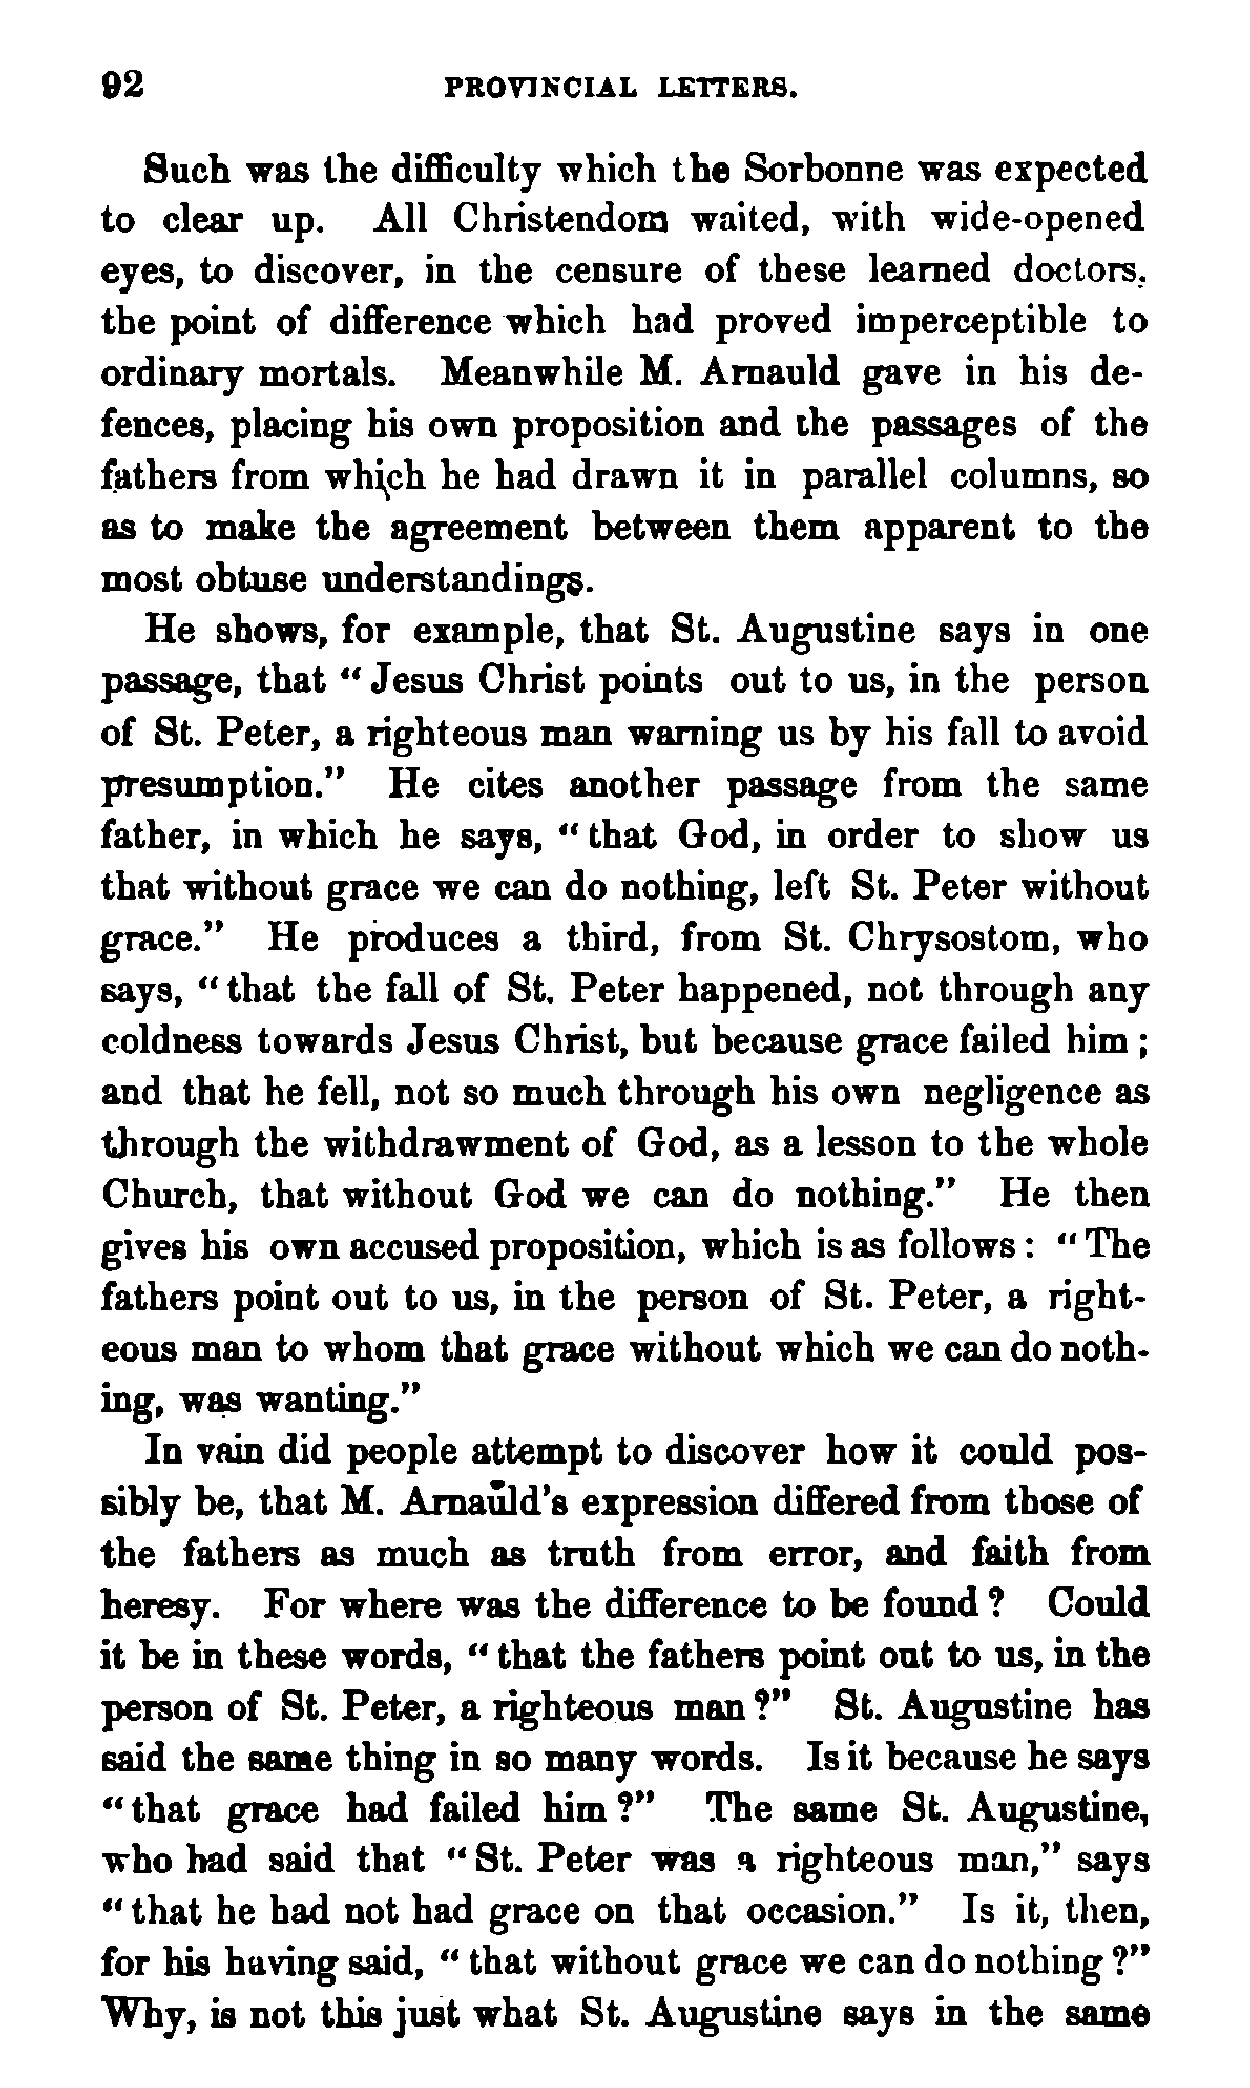 92 PROVINCIAL LETTERS.
Such was the difficulty which the Sorbonne was expected
to clear up. All Christendom waited, with wide-opened
eyes, to discover, in the censure of these learned doctors,
the point of difference which had proved imperceptible to
ordinary mortals. Meanwhile M. Arnauld gave in his de-
fences, placing his own proposition and the passages of the
fathers from which he had drawn it in parallel columns, so
as to make the agreement between them apparent to the
most obtuse understandings.
He shows, for example, that St. Augustine says in one
passage, that “Jesus Christ points out to us, in the person
of St. Peter, a righteous man warning us by his fall to avoid
presumption.” He cites another passage from the same
father, in which he says, “that God, in order to show us
that without grace we can do nothing, left St. Peter without
grace.” He produces a third, from St. Chrysostom, who
says, “that the fall of St. Peter happened, not through any
coldness towards Jesus Christ, but because grace failed him;
and that he fell, not so much through his own negligence as
through the withdrawment of God, as a lesson to the whole
Church, that without God we can do nothing.” He then
gives his own accused proposition, which is as follows: “The
fathers point out to us, in the person of St. Peter, a right-
eous man to whom that grace without which we can do noth-
ing, was wanting.”
In vain did people attempt to discover how it could pos-
sibly be, that M. Arnauld's expression differed from those of
the fathers as much as truth from error, and faith from
heresy. For where was the difference to be found? Could
it be in these words, “that the fathers point out to us, in the
person of St. Peter, a righteous man?” St. Augustine has
said the same thing in so many words. Is it because he says
“that grace had failed him?” The same St. Augustine,
who had said that “St. Peter was a righteous man,” says
“that he had not had grace on that occasion.” Is it, then,
for his having said, “that without grace we can do nothing?”
Why, is not this just what St. Augustine says in the same